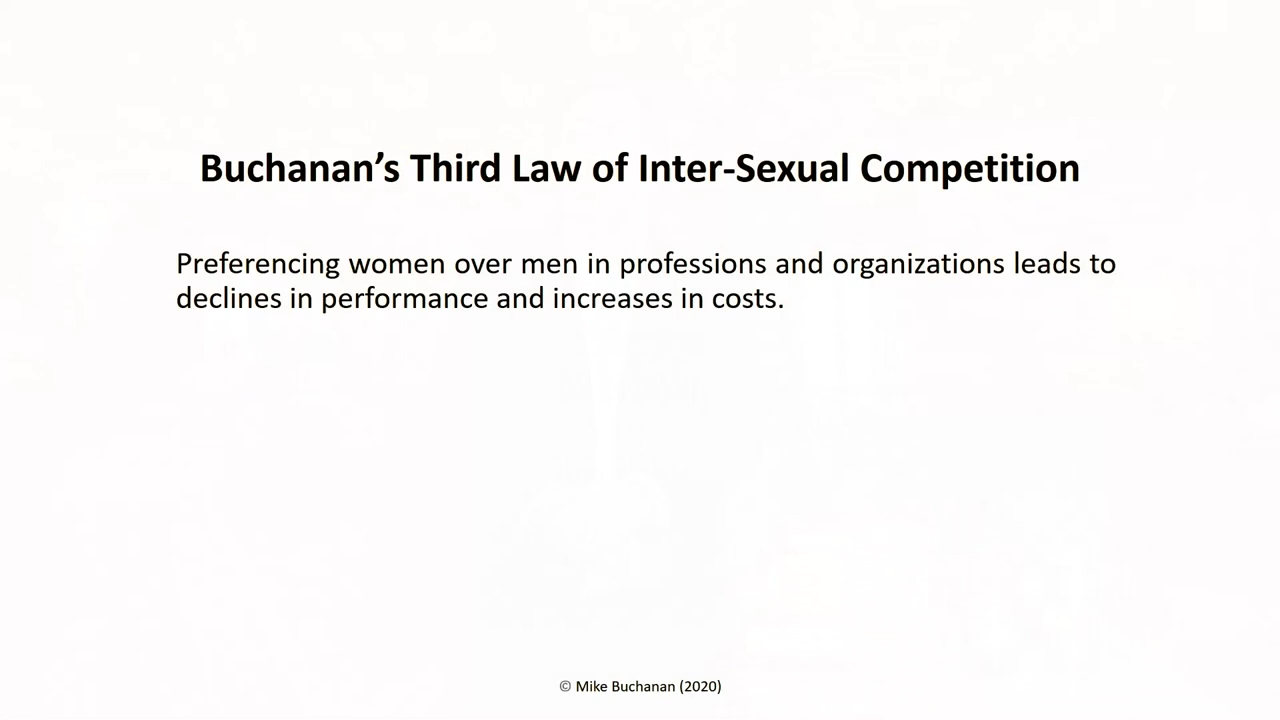 Buchanan’s Third Law of Inter-Sexual Competition
Preferencing women over men in professions and organizations leads to
declines in performance and increases in costs.
© Mike Buchanan (2020)